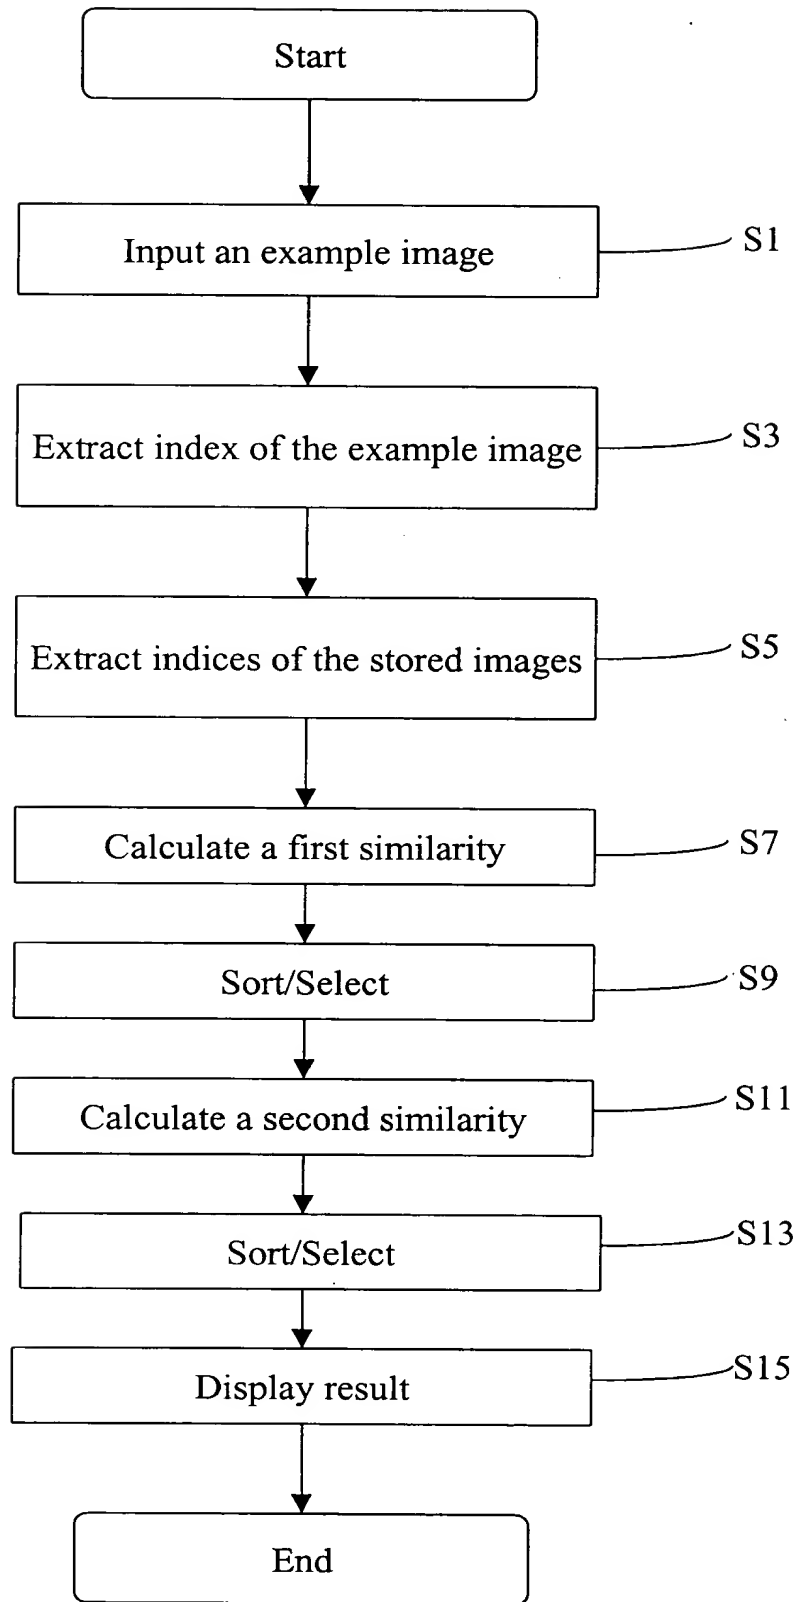 Start
Input an example image
S1
Extract index of the example image
S3
Extract indices of the stored images
S5
Calculate a first similarity
S7
Sort/Select
S9
Calculate a second similarity
S11
Sort/Select
S13
Display result
S15
End